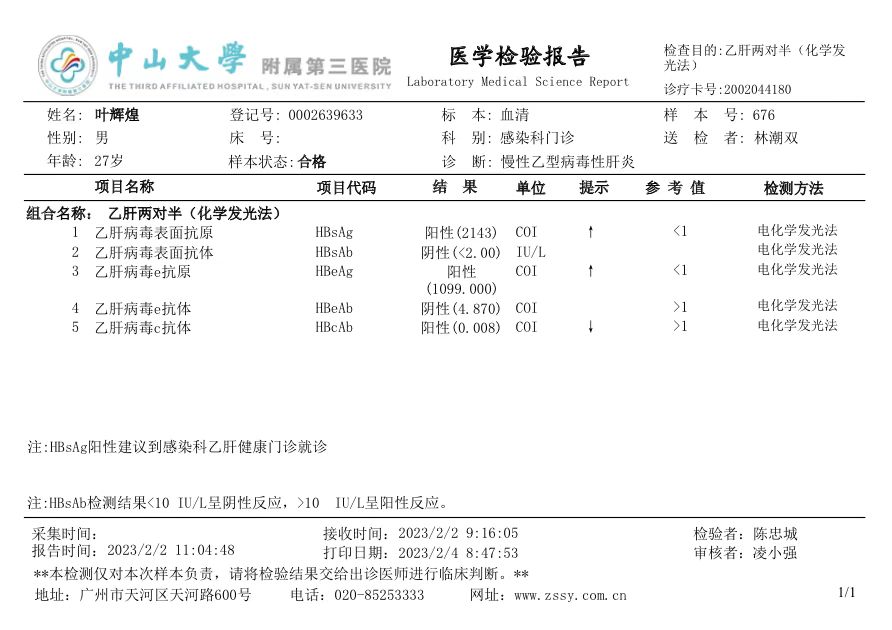 中山大学 附属第三医院
THE THIRD AFFILIATED HOSPITAL, SUN YAT-SEN UNIVERSITY
医学检验报告
Laboratory Medical Science Report
检查目的:乙肝两对半（化学发光法）
诊疗卡号:2002044180
姓名: 叶辉煌 登记号: 0002639633 标 本: 血清 样 本 号: 676
性别: 男 床 号: 科 别: 感染科门诊 送 检 者: 林潮双
年龄: 27岁 样本状态: 合格 诊 断: 慢性乙型病毒性肝炎
项目名称 项目代码 结 果 单位 提示 参 考 值 检测方法
组合名称: 乙肝两对半（化学发光法）
1 乙肝病毒表面抗原 HBsAg 阳性(2143) COI ↑ <1 电化学发光法
2 乙肝病毒表面抗体 HBsAb 阴性(<2.00) IU/L 电化学发光法
3 乙肝病毒e抗原 HBeAg 阳性(1099.000) COI ↑ <1 电化学发光法
4 乙肝病毒e抗体 HBeAb 阴性(4.870) COI >1 电化学发光法
5 乙肝病毒c抗体 HBcAb 阳性(0.008) COI ↓ >1 电化学发光法
注:HBsAg阳性建议到感染科乙肝健康门诊就诊
注:HBsAb检测结果<10 IU/L呈阴性反应，>10 IU/L呈阳性反应。
采集时间: 接收时间: 2023/2/2 9:16:05 检验者: 陈忠城
报告时间: 2023/2/2 11:04:48 打印日期: 2023/2/4 8:47:53 审核者: 凌小强
**本检测仅对本次样本负责，请将检验结果交给出诊医师进行临床判断。**
地址: 广州市天河区天河路600号 电话: 020-85253333 网址: www.zssy.com.cn 1/1